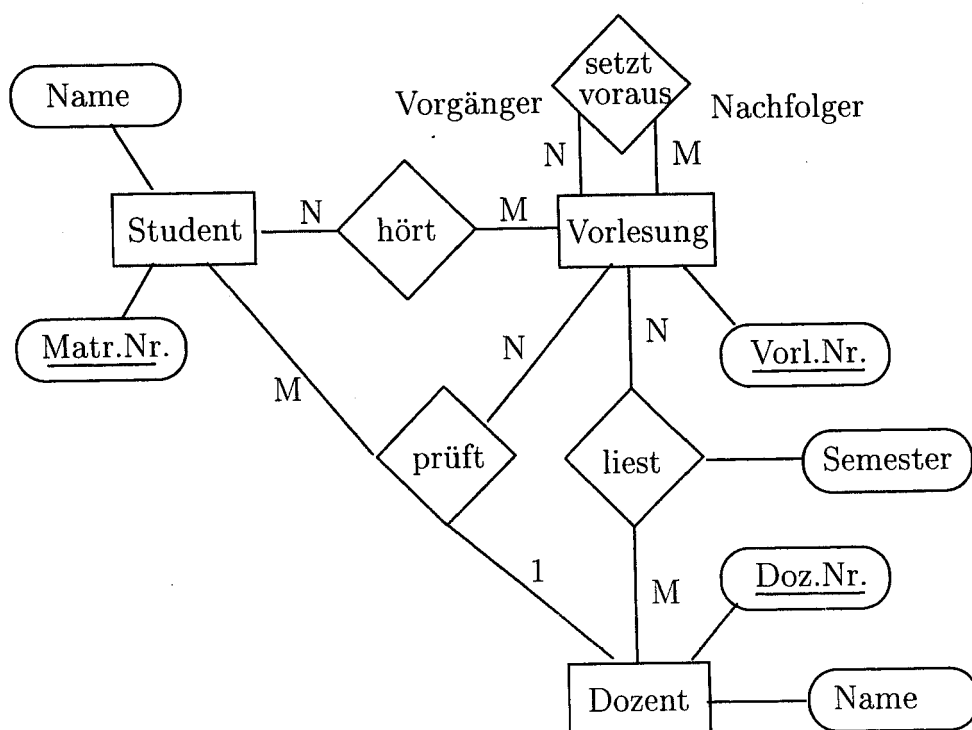 setzt
voraus
Name
Vorgänger
Nachfolger
N
M
Student
N
hört
M
Vorlesung
Matr.Nr.
N
N
Vorl.Nr.
M
prüft
liest
Semester
1
M
Doz.Nr.
Dozent
Name